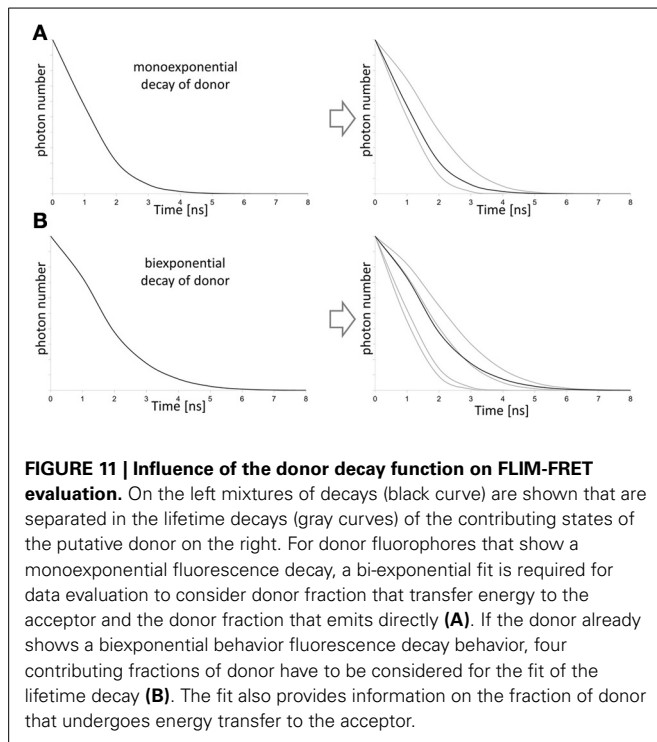 A
photon number
monoexponential
decay of donor
0 1 2 3 4 5 6 7 8
Time [ns]
photon number
0 1 2 3 4 5 6 7 8
Time [ns]
B
photon number
biexponential
decay of donor
0 1 2 3 4 5 6 7 8
Time [ns]
photon number
0 1 2 3 4 5 6 7 8
Time [ns]
FIGURE 11 | Influence of the donor decay function on FLIM-FRET
evaluation. On the left mixtures of decays (black curve) are shown that are
separated in the lifetime decays (gray curves) of the contributing states of
the putative donor on the right. For donor fluorophores that show a
monoexponential fluorescence decay, a bi-exponential fit is required for
data evaluation to consider donor fraction that transfer energy to the
acceptor and the donor fraction that emits directly (A). If the donor already
shows a biexponential behavior fluorescence decay behavior, four
contributing fractions of donor have to be considered for the fit of the
lifetime decay (B). The fit also provides information on the fraction of donor
that undergoes energy transfer to the acceptor.